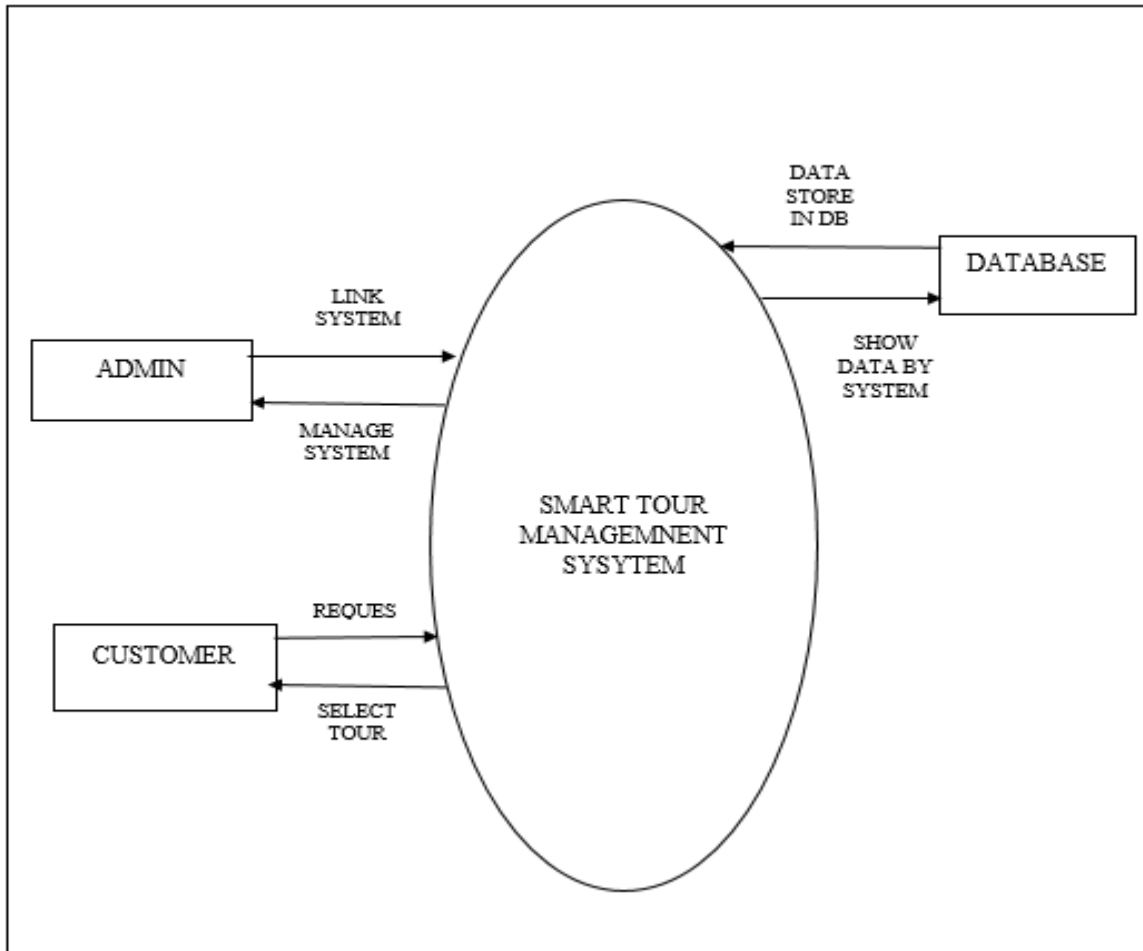 DATA
STORE
IN DB
DATABASE
LINK
SYSTEM
SHOW
DATA BY
SYSTEM
ADMIN
MANAGE
SYSTEM
SMART TOUR
MANAGEMNENT
SYSYTEM
REQUES
CUSTOMER
SELECT
TOUR